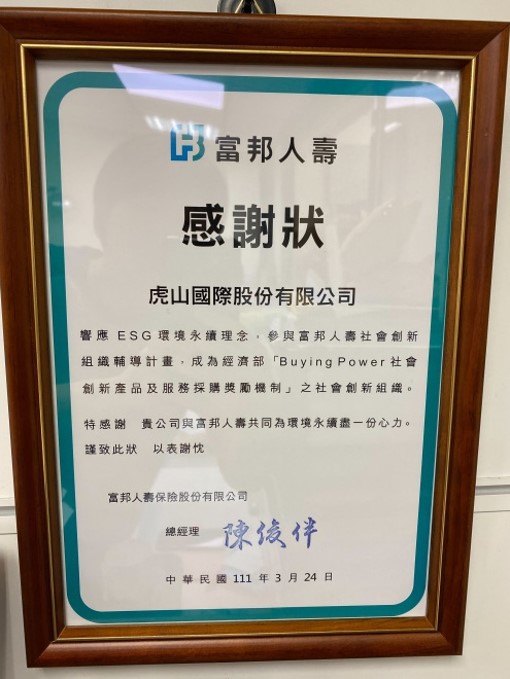 富邦人壽
感謝狀
虎山國際股份有限公司
響應 ESG 環境永續理念，參與富邦人壽社會創新
組織輔導計畫，成為經濟部「Buying Power 社會
創新產品及服務採購獎勵機制」之社會創新組織。
特感謝 貴公司與富邦人壽共同為環境永續盡一份心力。
謹致此狀 以表謝忱
富邦人壽保險股份有限公司
總經理 陳俊伴
中華民國 111 年 3 月 24 日